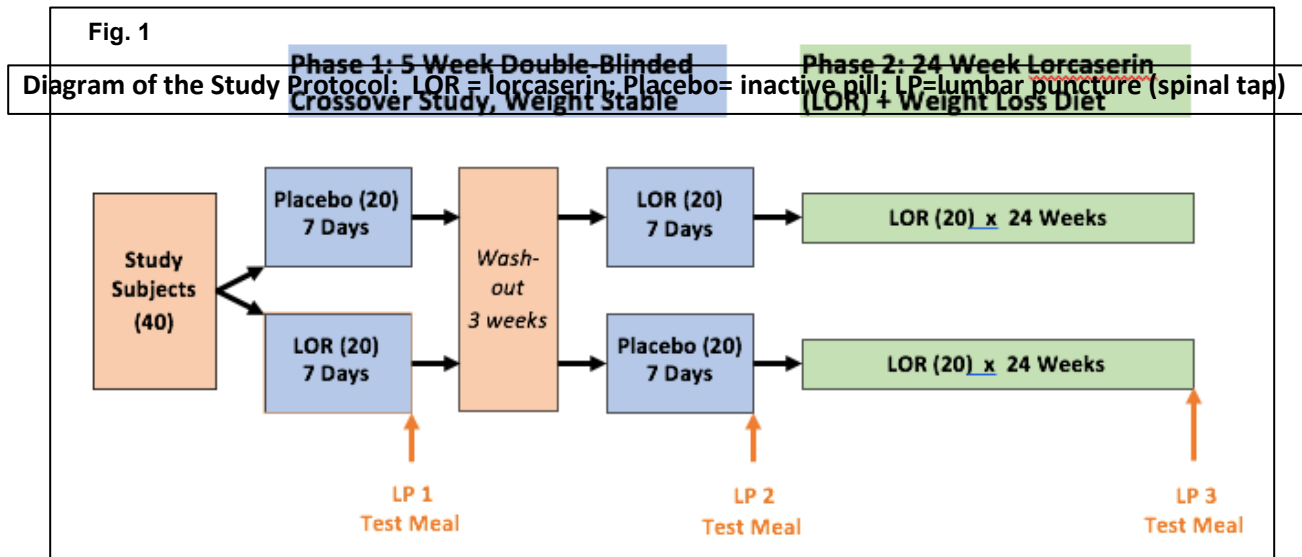 Fig. 1
Phase 1: 5 Week Double-Blinded
Crossover Study, Weight Stable
Phase 2: 24 Week Lorcaserin
(LOR) + Weight Loss Diet
Diagram of the Study Protocol: LOR = lorcaserin; Placebo= inactive pill; LP=lumbar puncture (spinal tap)
Study
Subjects
(40)
Placebo (20)
7 Days
LOR (20)
7 Days
Wash-
out
3 weeks
LOR (20)
7 Days
Placebo (20)
7 Days
LOR (20) x 24 Weeks
LOR (20) x 24 Weeks
LP 1
Test Meal
LP 2
Test Meal
LP 3
Test Meal